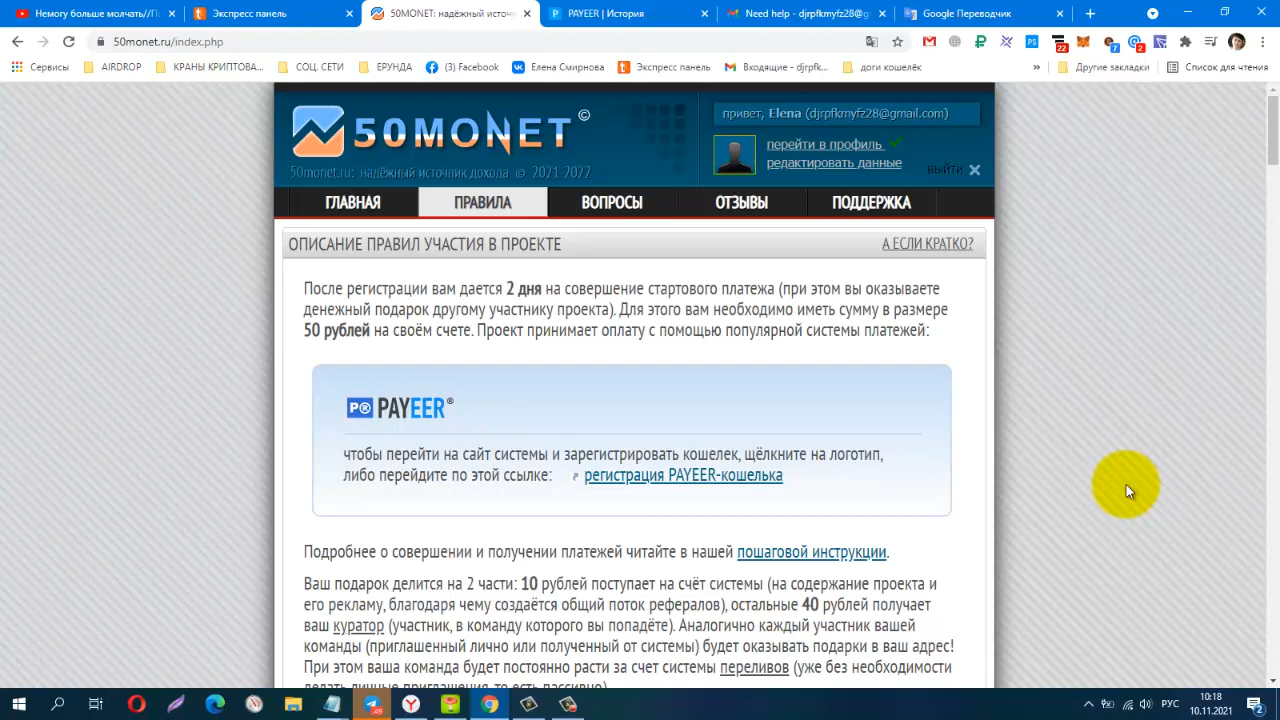 Немогу больше молчать//П
Экспресс панель
50MONET: надёжный источн
PAYEER | История
Need help - djrpfkmyfz28@g
Google Переводчик
50monet.ru/index.php
22
7
2
Сервисы
AIRDROP
КРАНЫ КРИПТОВА...
СОЦ. СЕТИ
ЕРУНДА
(3) Facebook
Елена Смирнова
Экспресс панель
Входящие - djrpfk...
доги кошелёк
»
Другие закладки
Список для чтения
50MONET ©
50monet.ru: надёжный источник дохода © 2021-2022
привет, Elena (djrpfkmyfz28@gmail.com)
перейти в профиль
редактировать данные
выйти
ГЛАВНАЯ
ПРАВИЛА
ВОПРОСЫ
ОТЗЫВЫ
ПОДДЕРЖКА
ОПИСАНИЕ ПРАВИЛ УЧАСТИЯ В ПРОЕКТЕ
А ЕСЛИ КРАТКО?
После регистрации вам дается 2 дня на совершение стартового платежа (при этом вы оказываете
денежный подарок другому участнику проекта). Для этого вам необходимо иметь сумму в размере
50 рублей на своём счете. Проект принимает оплату с помощью популярной системы платежей:
PAYEER®
чтобы перейти на сайт системы и зарегистрировать кошелек, щёлкните на логотип,
либо перейдите по этой ссылке: регистрация PAYEER-кошелька
Подробнее о совершении и получении платежей читайте в нашей пошаговой инструкции.
Ваш подарок делится на 2 части: 10 рублей поступает на счёт системы (на содержание проекта и
его рекламу, благодаря чему создаётся общий поток рефералов), остальные 40 рублей получает
ваш куратор (участник, в команду которого вы попадёте). Аналогично каждый участник вашей
команды (приглашенный лично или полученный от системы) будет оказывать подарки в ваш адрес!
При этом ваша команда будет постоянно расти за счет системы переливов (уже без необходимости
делать личные приглашения, то есть пассивно).
РУС
10:18
10.11.2021
2